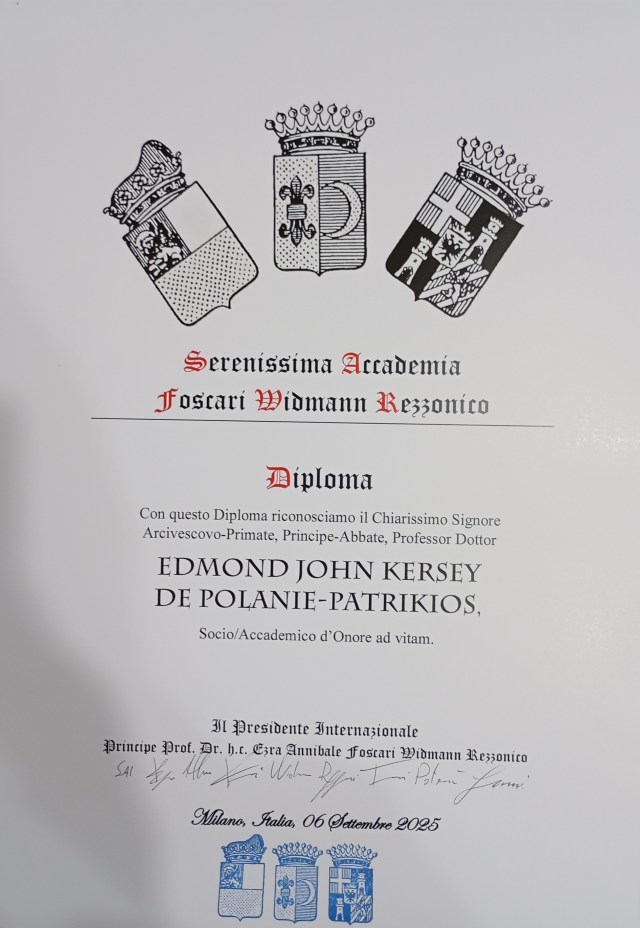 Serenissima Accademia
Foscari Widmann Rezzonico
Diploma
Con questo Diploma riconosciamo il Chiarissimo Signore
Arcivescovo-Primate, Principe-Abbate, Professor Dottor
EDMOND JOHN KERSEY
DE POLANIE-PATRIKIOS,
Socio/Accademico d'Onore ad vitam.
Il Presidente Internazionale
Principe Prof. Dr. h.c. Ezra Annibale Foscari Widmann Rezzonico
Milano, Italia, 06 Settembre 2025